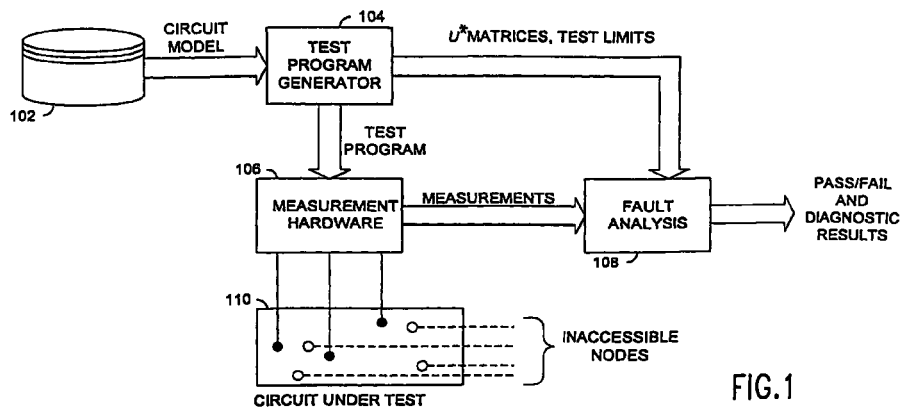 104
CIRCUIT
MODEL
TEST
PROGRAM
GENERATOR
U* MATRICES, TEST LIMITS
102
TEST
PROGRAM
106
MEASUREMENT
HARDWARE
MEASUREMENTS
FAULT
ANALYSIS
PASS/FAIL
AND
DIAGNOSTIC
RESULTS
108
110
INACCESSIBLE
NODES
CIRCUIT UNDER TEST
FIG.1